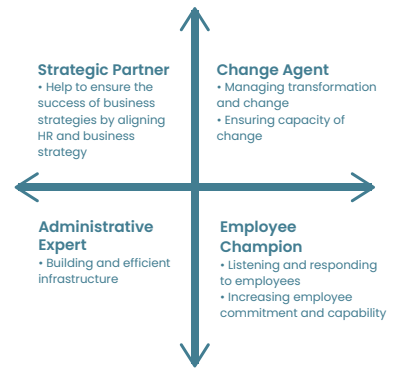 Strategic Partner
• Help to ensure the
success of business
strategies by aligning
HR and business
strategy
Change Agent
• Managing transformation
and change
• Ensuring capacity of
change
Administrative
Expert
• Building and efficient
infrastructure
Employee
Champion
• Listening and responding
to employees
• Increasing employee
commitment and capability